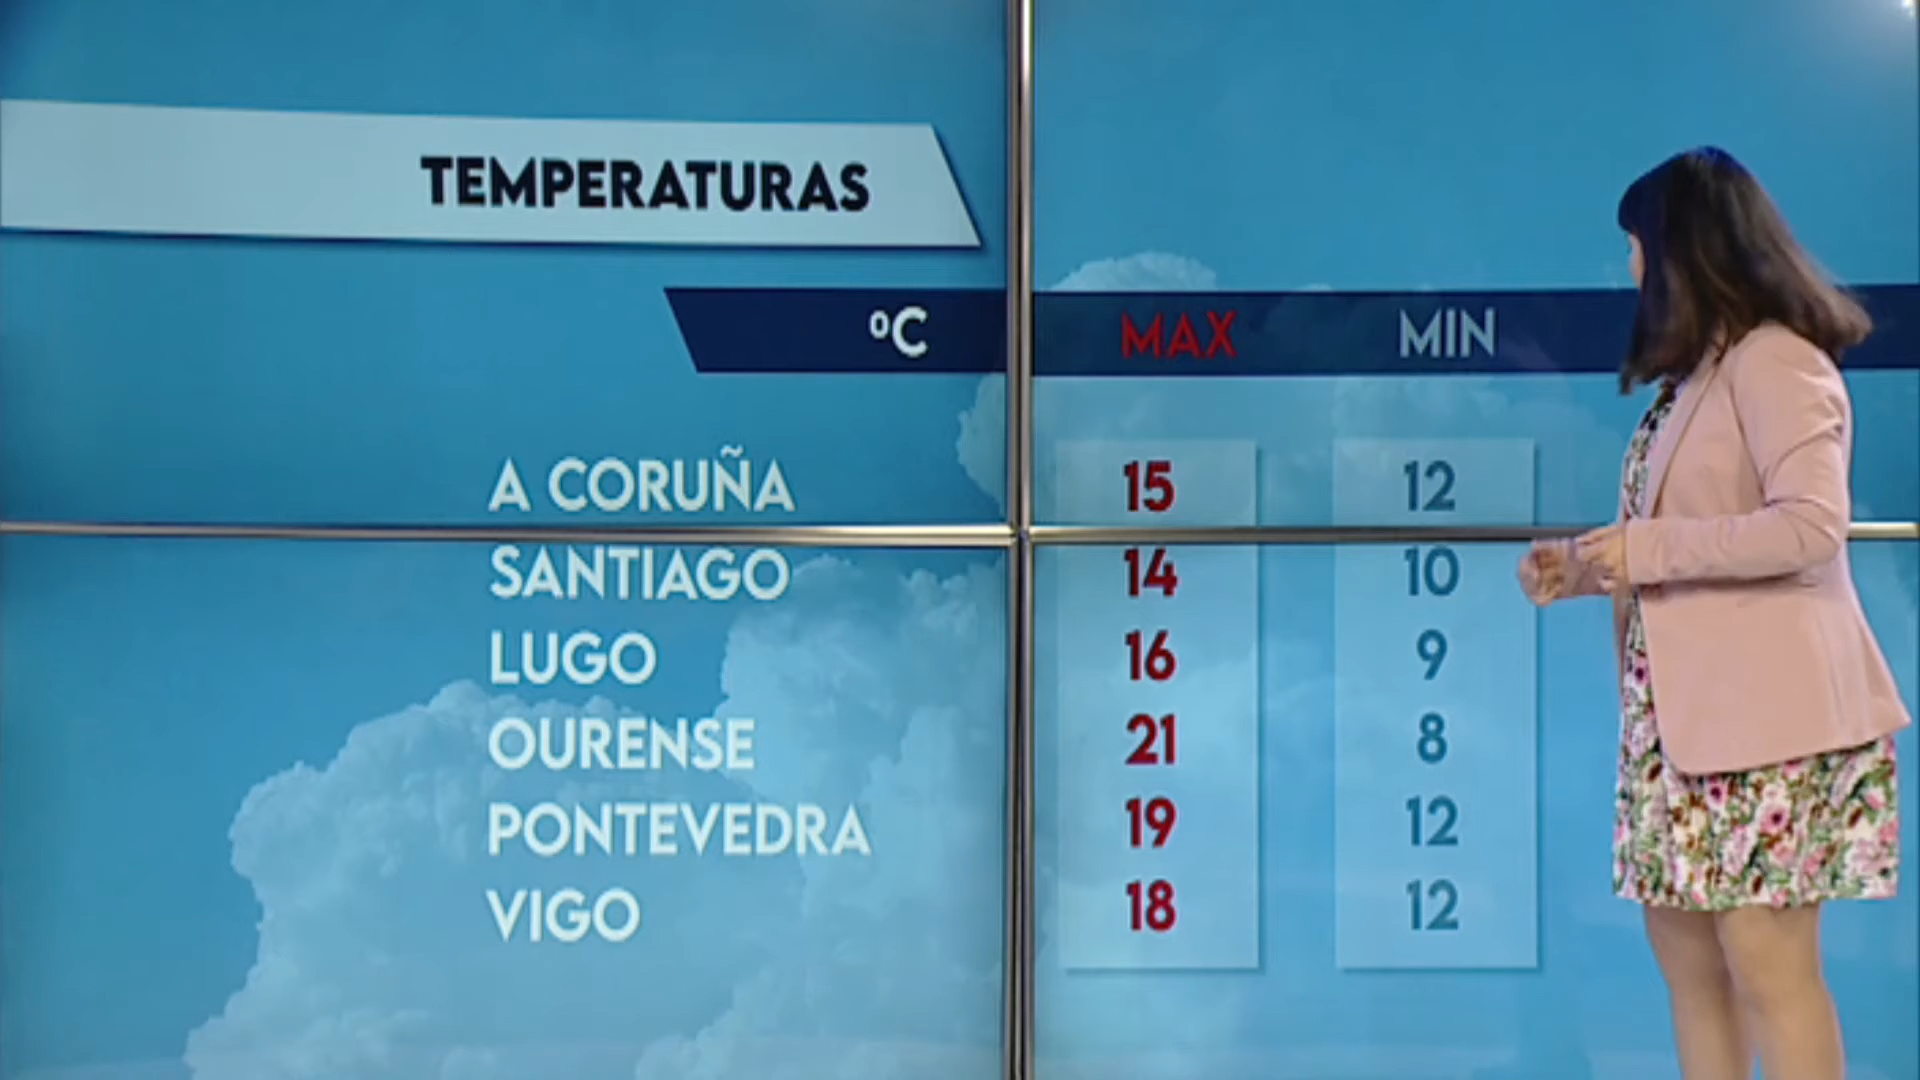 TEMPERATURAS
ºC MAX MIN
A CORUÑA 15 12
SANTIAGO 14 10
LUGO 16 9
OURENSE 21 8
PONTEVEDRA 19 12
VIGO 18 12